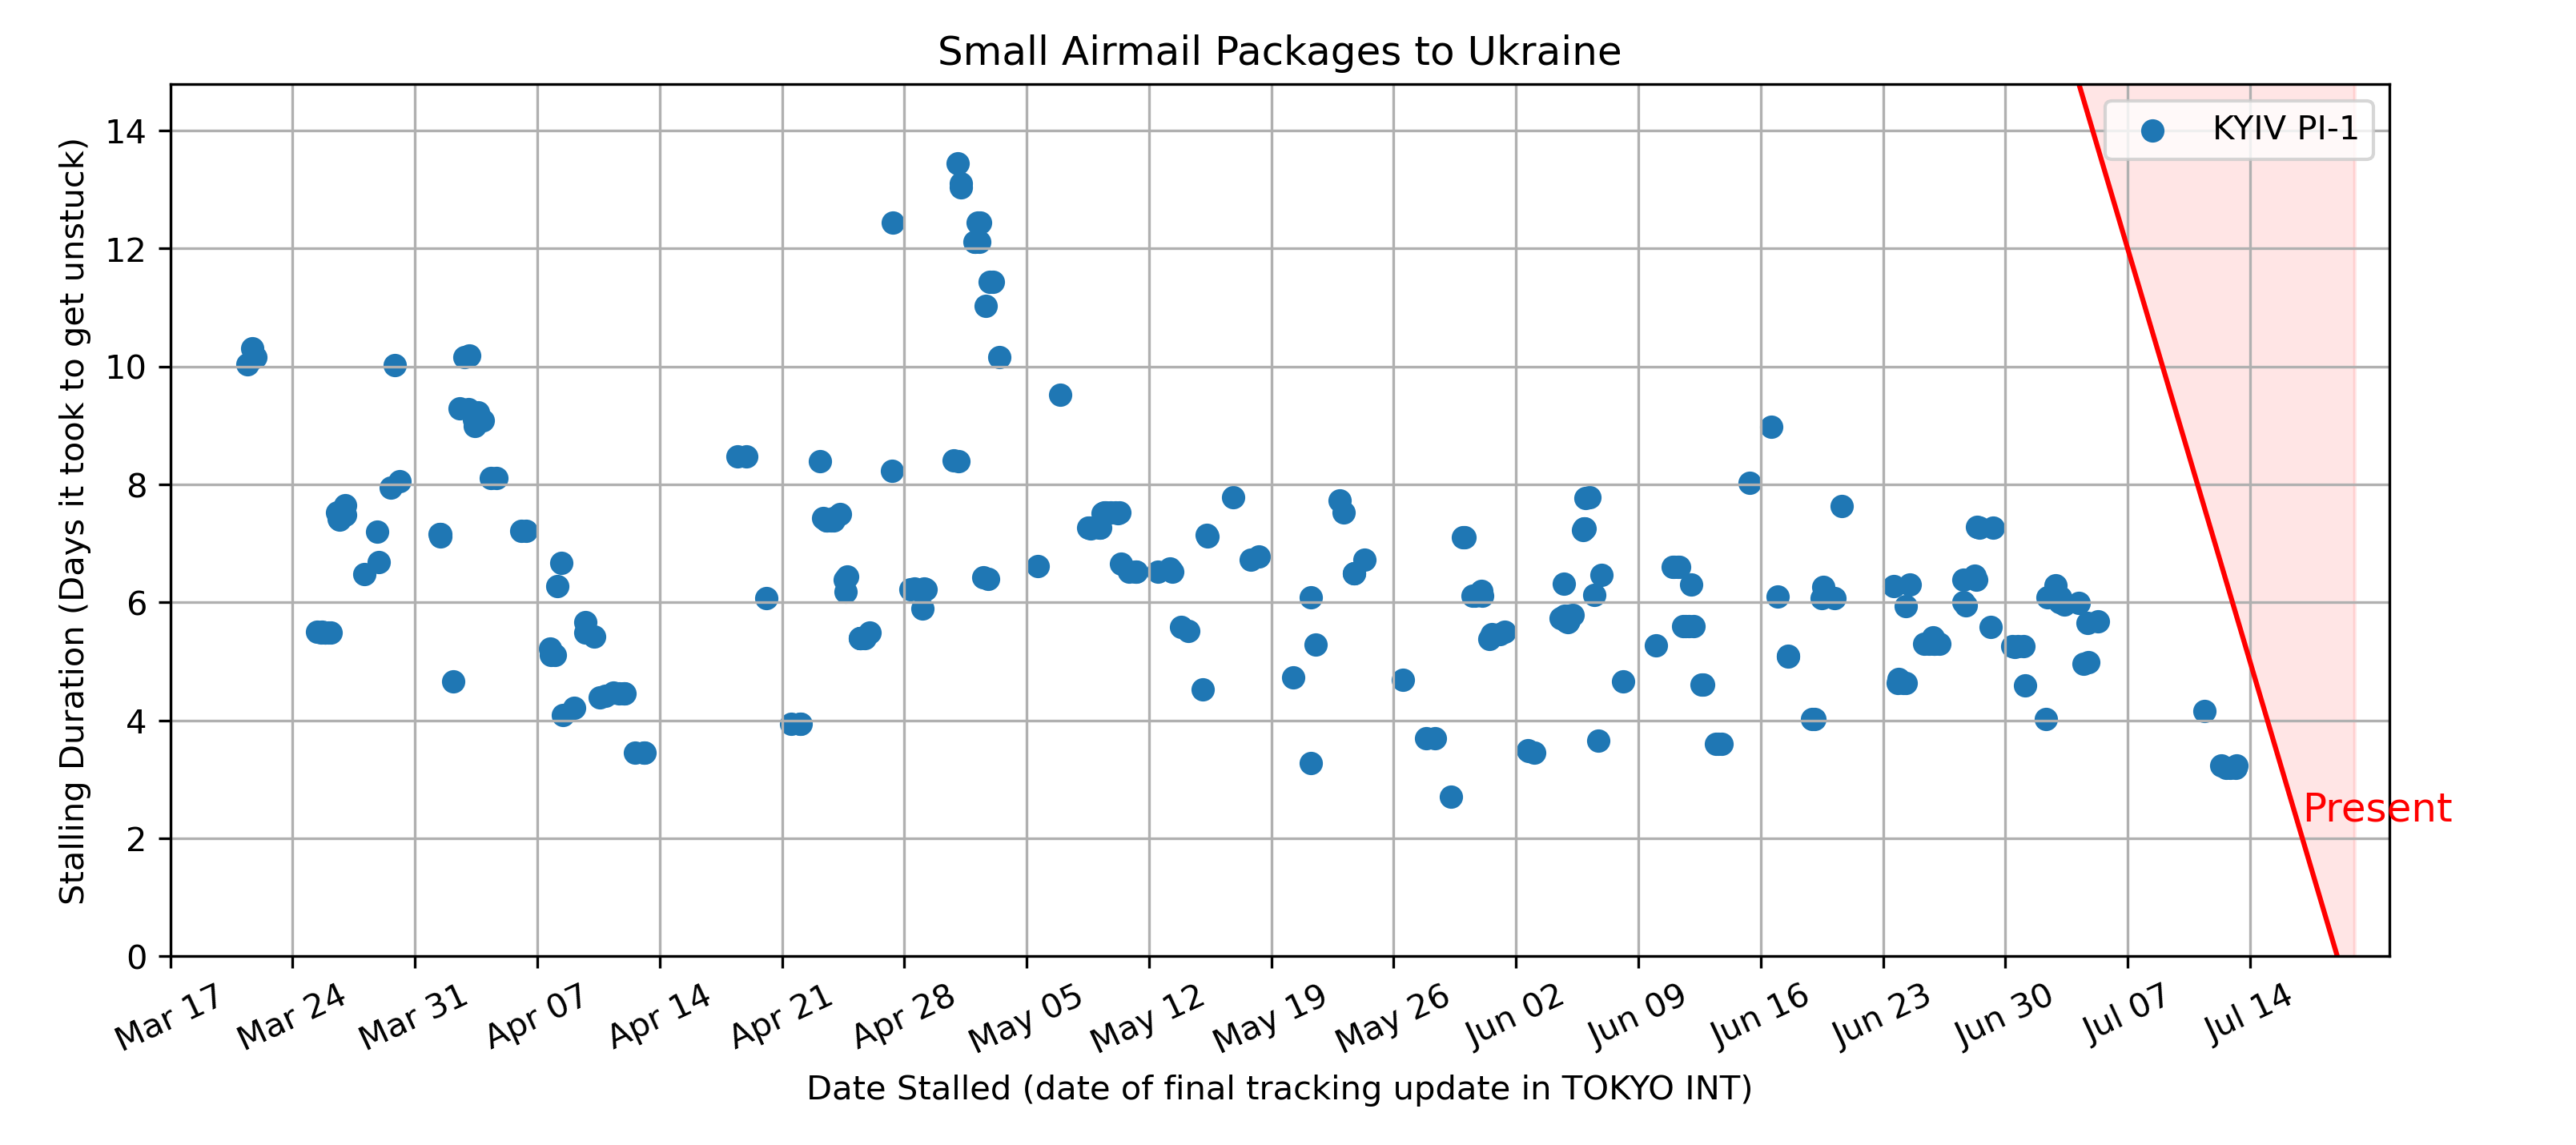 Small Airmail Packages to Ukraine
KYIV PI-1
Stalling Duration (Days it took to get unstuck)
14
12
10
8
6
4
2
0
Present
Mar 17 Mar 24 Mar 31 Apr 07 Apr 14 Apr 21 Apr 28 May 05 May 12 May 19 May 26 Jun 02 Jun 09 Jun 16 Jun 23 Jun 30 Jul 07 Jul 14
Date Stalled (date of final tracking update in TOKYO INT)